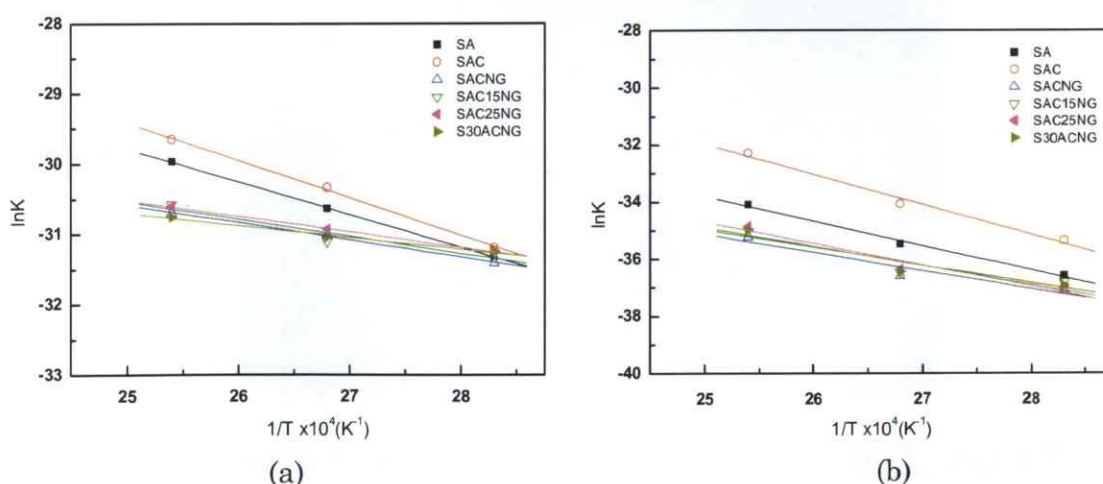 -28
-29
-30
-31
-32
-33
lnK
25
26
27
28
1/T x10⁴(K⁻¹)
SA
SAC
SACNG
SAC15NG
SAC25NG
S30ACNG
(a)
-28
-30
-32
-34
-36
-38
-40
lnK
25
26
27
28
1/T x10⁴(K⁻¹)
SA
SAC
SACNG
SAC15NG
SAC25NG
S30ACNG
(b)